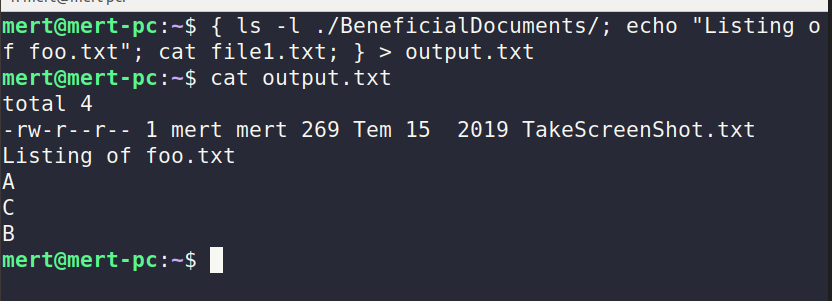 mert@mert-pc:~$ { ls -l ./BeneficialDocuments/; echo "Listing o
f foo.txt"; cat file1.txt; } > output.txt
mert@mert-pc:~$ cat output.txt
total 4
-rw-r--r-- 1 mert mert 269 Tem 15  2019 TakeScreenShot.txt
Listing of foo.txt
A
C
B
mert@mert-pc:~$